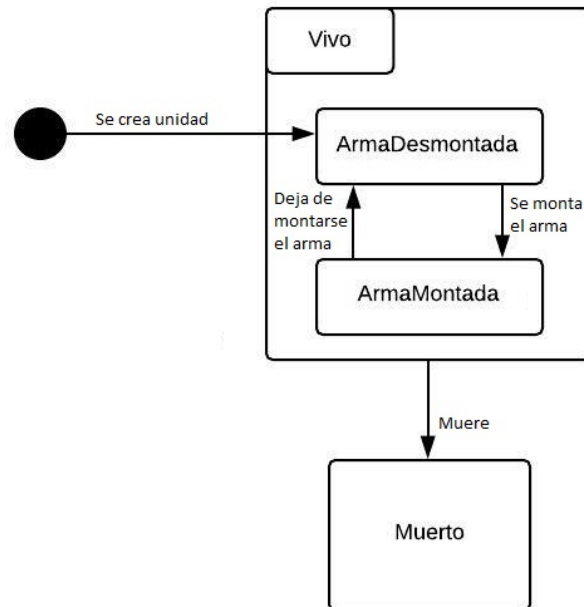 Vivo
Se crea unidad
ArmaDesmontada
Deja de
montarse
el arma
Se monta
el arma
ArmaMontada
Muere
Muerto